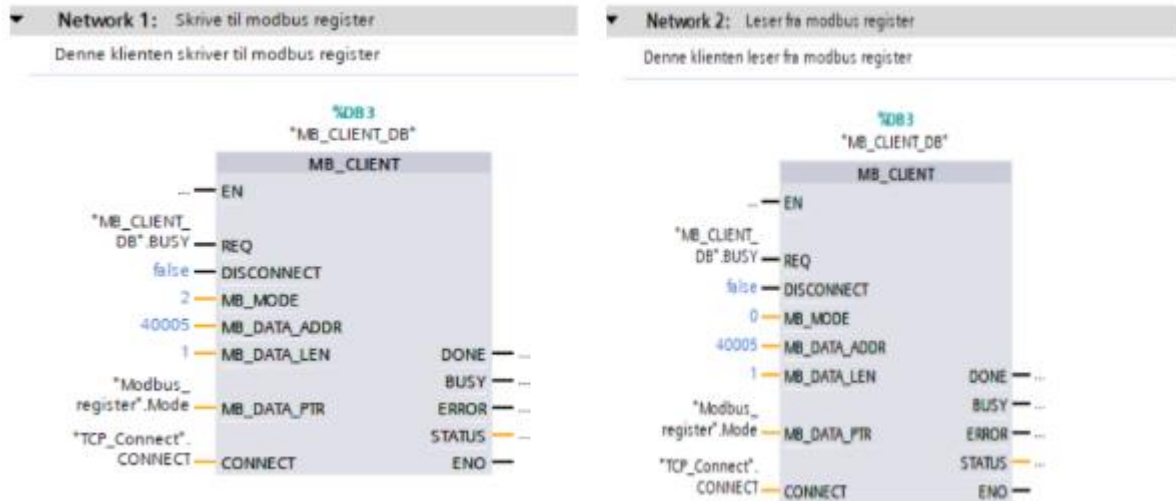 Network 1: Skrive til modbus register
Denne klienten skriver til modbus register
%DB3
"MB_CLIENT_DB"
MB_CLIENT
... EN
"MB_CLIENT_
DB".BUSY REQ
false DISCONNECT
2 MB_MODE
40005 MB_DATA_ADDR
1 MB_DATA_LEN DONE ...
BUSY ...
"Modbus_
register".Mode MB_DATA_PTR ERROR ...
STATUS ...
"TCP_Connect".
CONNECT CONNECT ENO
Network 2: Leser fra modbus register
Denne klienten leser fra modbus register
%DB3
"MB_CLIENT_DB"
MB_CLIENT
... EN
"MB_CLIENT_
DB".BUSY REQ
false DISCONNECT
0 MB_MODE
40005 MB_DATA_ADDR
1 MB_DATA_LEN DONE ...
BUSY ...
"Modbus_
register".Mode MB_DATA_PTR ERROR ...
STATUS ...
"TCP_Connect".
CONNECT CONNECT ENO